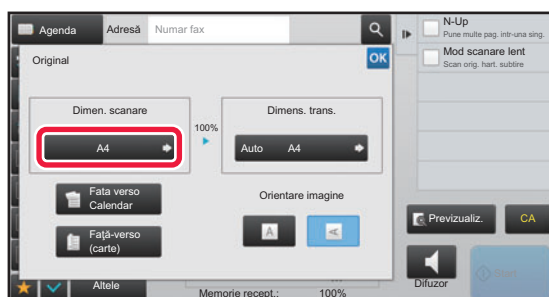 Agenda
Adresă
Numar fax
N-Up
Pune multe pag. intr-una sing.
Mod scanare lent
Scan orig. hart. subtire
Original
OK
Dimen. scanare
A4
100%
Dimens. trans.
Auto A4
Fata verso
Calendar
Faţă-verso
(carte)
Orientare imagine
A
A
Previzualiz.
CA
Altele
Memorie recept.: 100%
Difuzor
Start